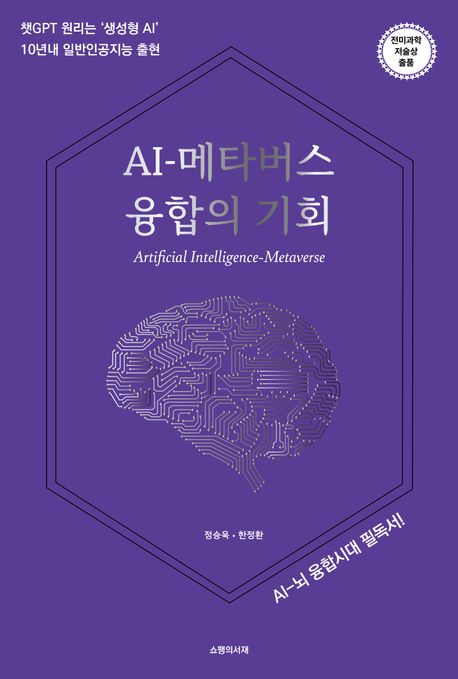 챗GPT 원리는 '생성형 AI'
10년내 일반인공지능 출현
전미과학
저술상
출품
AI-메타버스
융합의 기회
Artificial Intelligence-Metaverse
정승욱 • 한정환
AI-뇌 융합시대 필독서!
쇼팽의서재